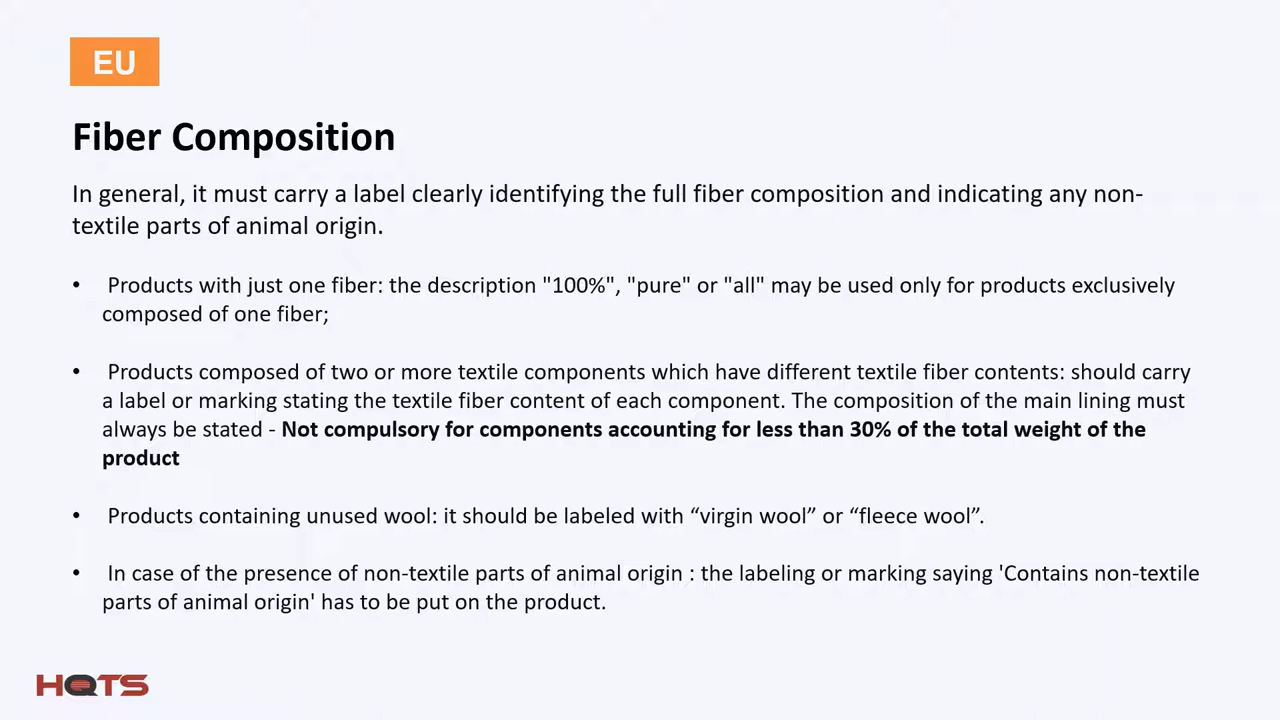 EU
Fiber Composition
In general, it must carry a label clearly identifying the full fiber composition and indicating any non-
textile parts of animal origin.
• Products with just one fiber: the description "100%", "pure" or "all" may be used only for products exclusively
composed of one fiber;
• Products composed of two or more textile components which have different textile fiber contents: should carry
a label or marking stating the textile fiber content of each component. The composition of the main lining must
always be stated - Not compulsory for components accounting for less than 30% of the total weight of the
product
• Products containing unused wool: it should be labeled with “virgin wool” or “fleece wool”.
• In case of the presence of non-textile parts of animal origin : the labeling or marking saying 'Contains non-textile
parts of animal origin' has to be put on the product.
HQTS